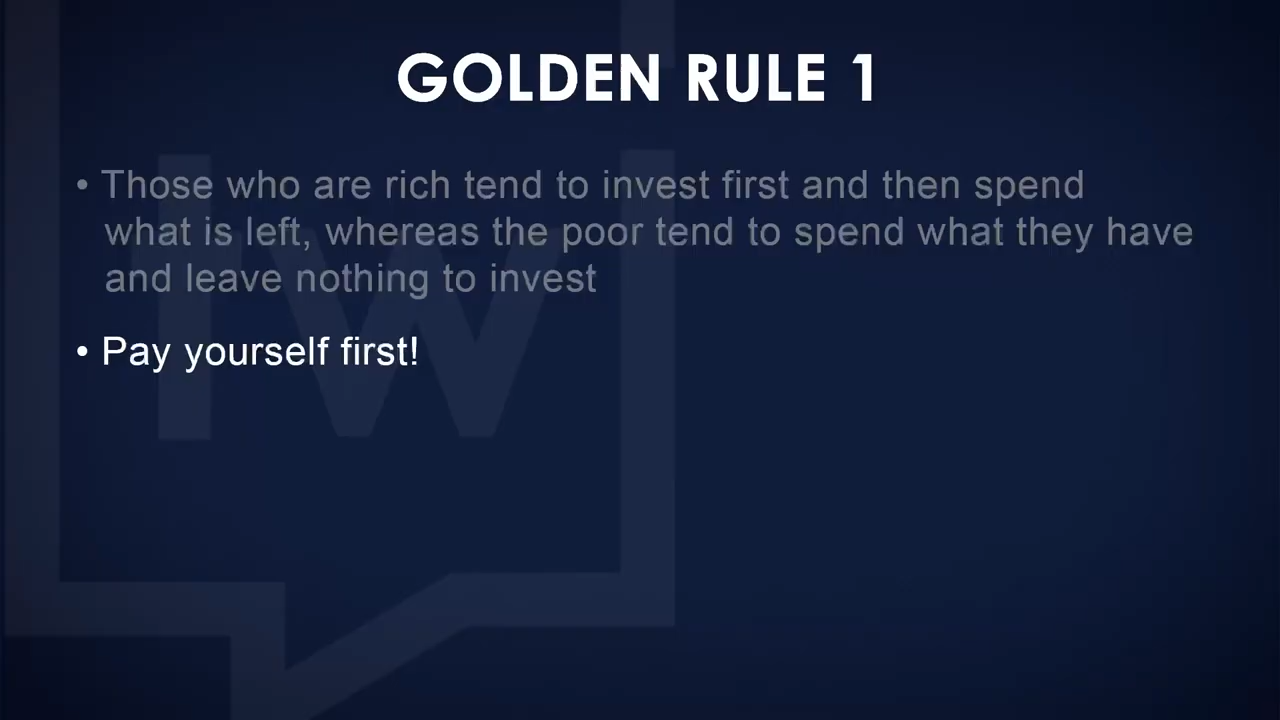 GOLDEN RULE 1
• Those who are rich tend to invest first and then spend
what is left, whereas the poor tend to spend what they have
and leave nothing to invest
• Pay yourself first!
IW